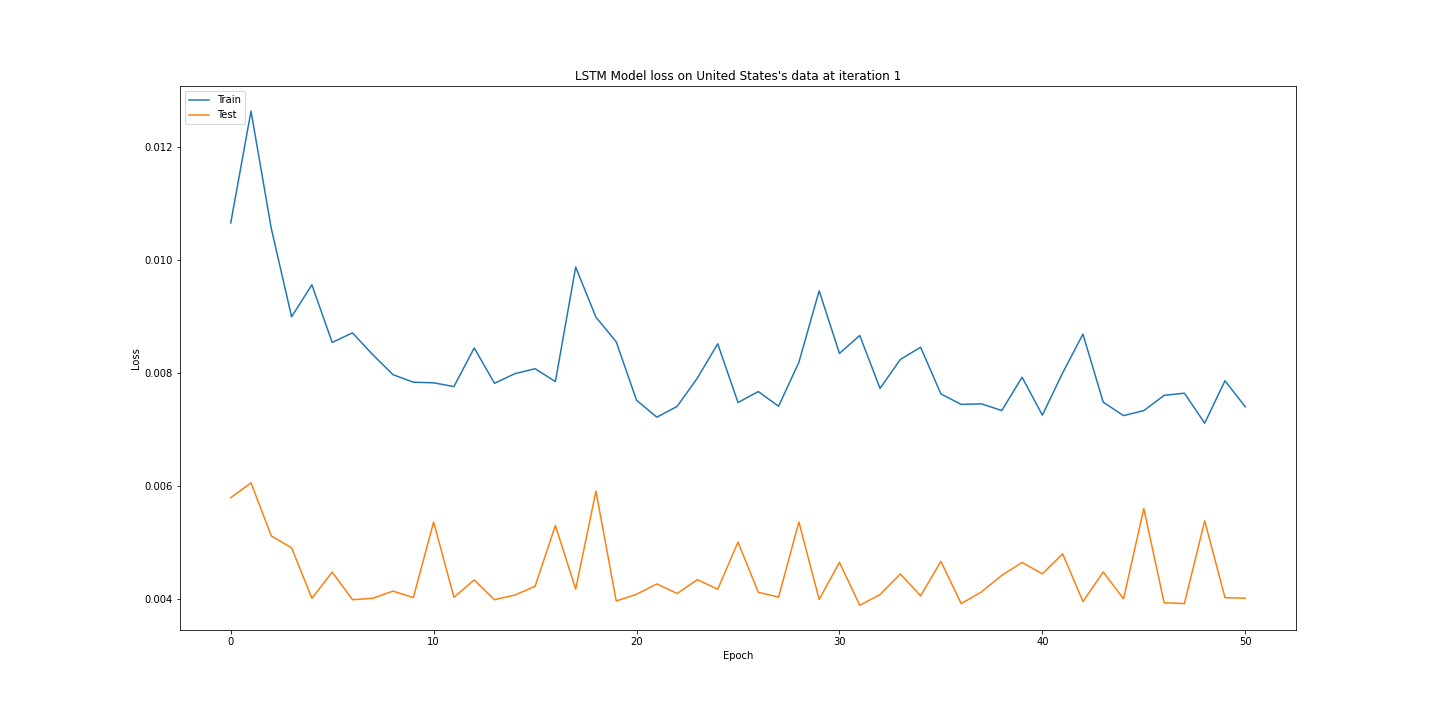 LSTM Model loss on United States's data at iteration 1
Train
Test
0.012
0.010
0.008
0.006
0.004
Loss
0 10 20 30 40 50
Epoch